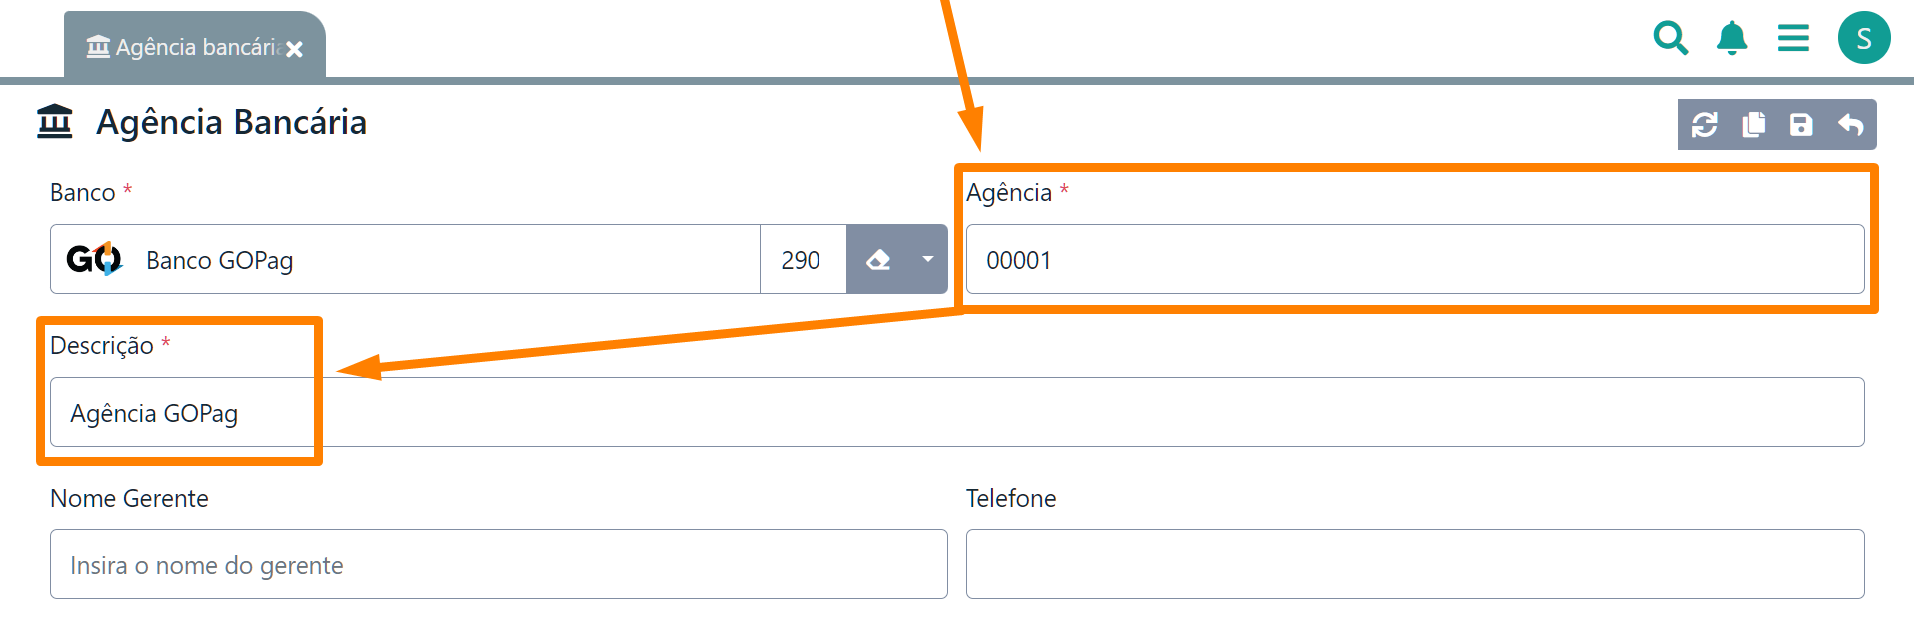 Agência bancári
S
Agência Bancária
Banco *
Agência *
GO Banco GOPag 290
00001
Descrição *
Agência GOPag
Nome Gerente
Telefone
Insira o nome do gerente